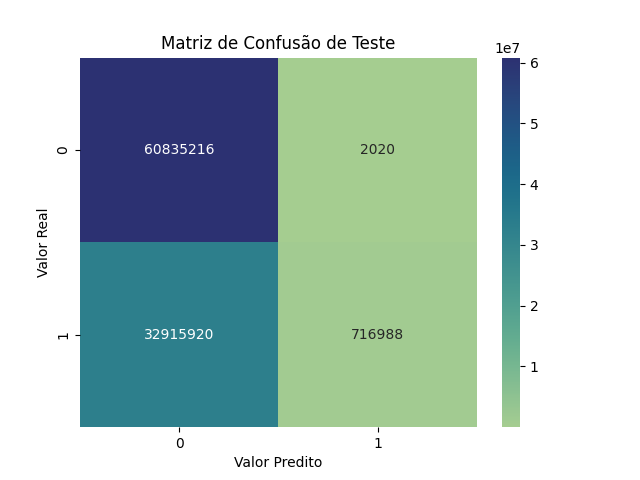 Matriz de Confusão de Teste
1e7
60835216 2020
32915920 716988
0
1
Valor Real
0 1
Valor Predito
6
5
4
3
2
1